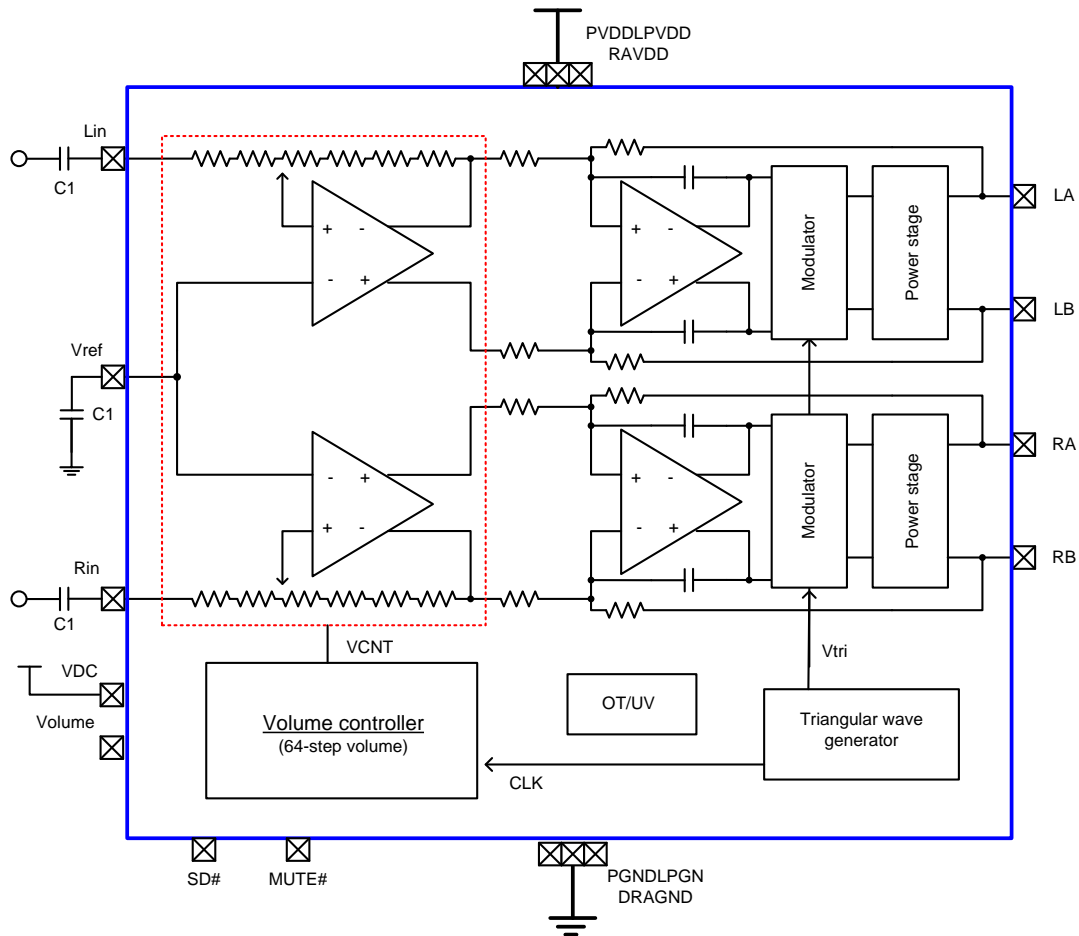 PVDDLPVDD
RAVDD
Lin
C1
+ -
- +
+ -
- +
Modulator
Power stage
LA
LB
Vref
C1
- +
+ -
+ -
- +
Modulator
Power stage
RA
RB
Rin
C1
VCNT
Vtri
VDC
Volume
Volume controller
(64-step volume)
OT/UV
Triangular wave
generator
CLK
SD#
MUTE#
PGNDLPGN
DRAGND